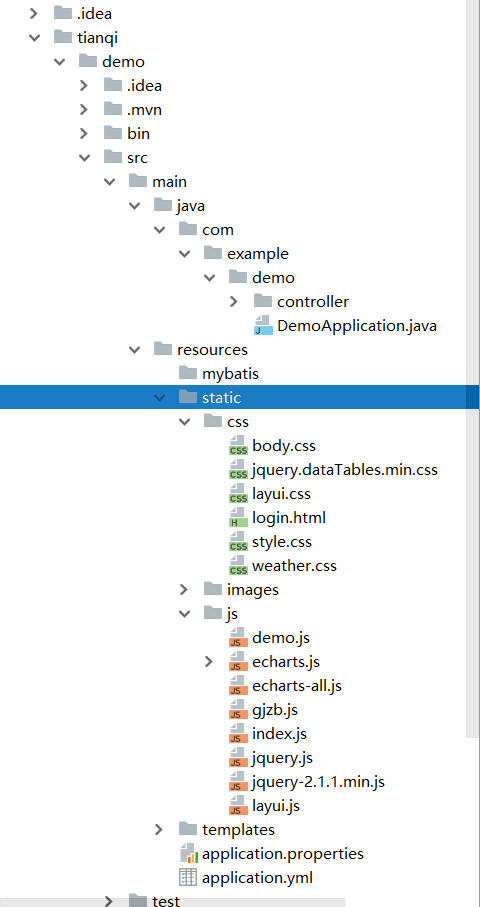 .idea
tianqi
demo
.idea
.mvn
bin
src
main
java
com
example
demo
controller
DemoApplication.java
resources
mybatis
static
css
body.css
jquery.dataTables.min.css
layui.css
login.html
style.css
weather.css
images
js
demo.js
echarts.js
echarts-all.js
gjzb.js
index.js
jquery.js
jquery-2.1.1.min.js
layui.js
templates
application.properties
application.yml
test